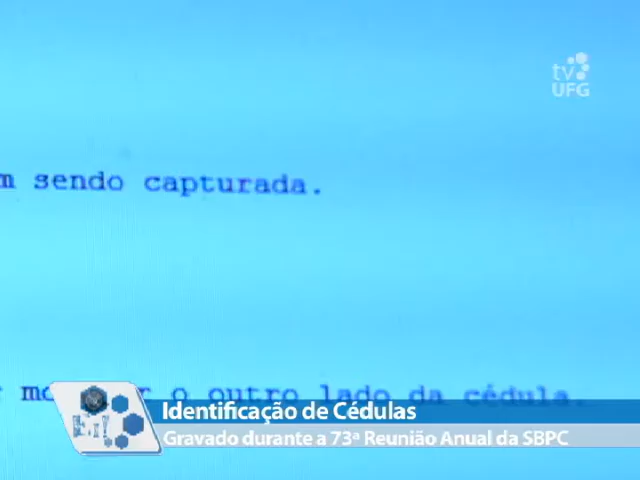 tv
UFG
m sendo capturada.
o outro lado da cédula.
Identificação de Cédulas
Gravado durante a 73ª Reunião Anual da SBPC